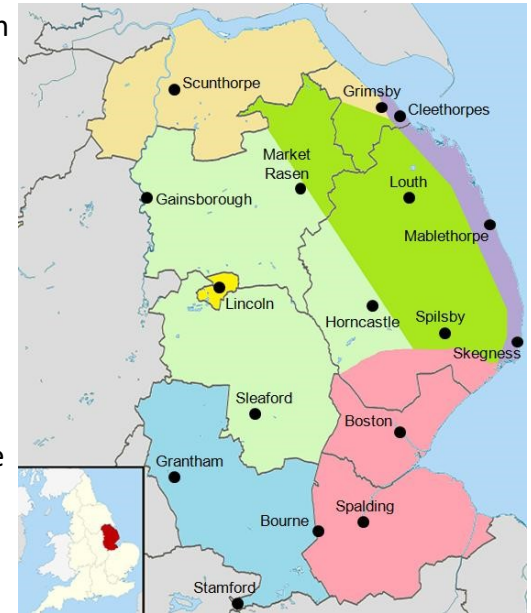 n
Scunthorpe
Grimsby
Cleethorpes
Market
Rasen
Louth
Gainsborough
Mablethorpe
Lincoln
Horncastle
Spilsby
Skegness
Sleaford
Boston
e
Grantham
Spalding
Bourne
Stamford